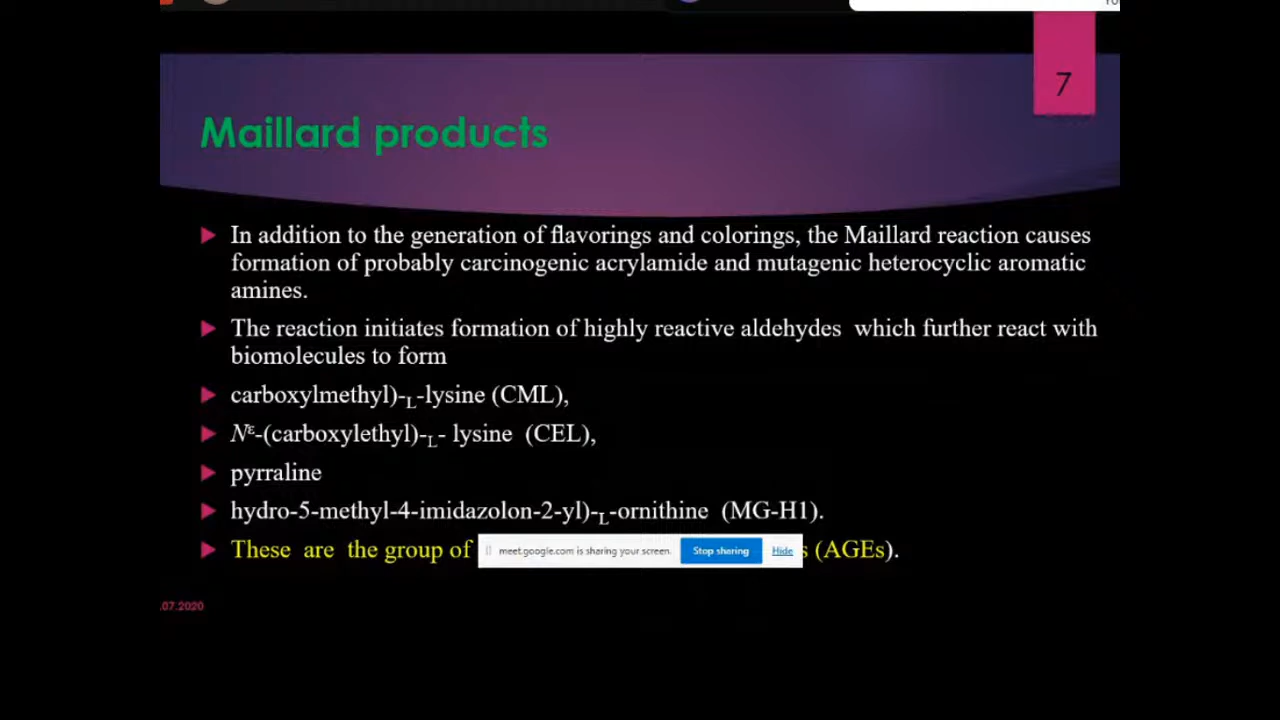 7
Maillard products
In addition to the generation of flavorings and colorings, the Maillard reaction causes
formation of probably carcinogenic acrylamide and mutagenic heterocyclic aromatic
amines.
The reaction initiates formation of highly reactive aldehydes which further react with
biomolecules to form
carboxylmethyl)-L-lysine (CML),
Nᵋ-(carboxylethyl)-L- lysine (CEL),
pyrraline
hydro-5-methyl-4-imidazolon-2-yl)-L-ornithine (MG-H1).
These are the group of s (AGEs).
meet.google.com is sharing your screen. Stop sharing Hide
.07.2020